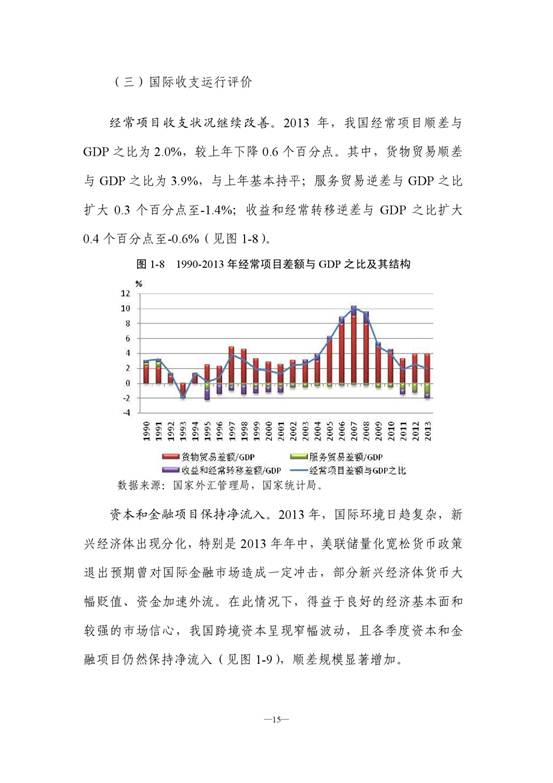 （三）国际收支运行评价
经常项目收支状况继续改善。2013 年，我国经常项目顺差与
GDP 之比为 2.0%，较上年下降 0.6 个百分点。其中，货物贸易顺差
与 GDP 之比为 3.9%，与上年基本持平；服务贸易逆差与 GDP 之比
扩大 0.3 个百分点至-1.4%；收益和经常转移逆差与 GDP 之比扩大
0.4 个百分点至-0.6%（见图 1-8）。
图 1-8 1990-2013 年经常项目差额与 GDP 之比及其结构
%
12
10
8
6
4
2
0
-2
-4
1990 1991 1992 1993 1994 1995 1996 1997 1998 1999 2000 2001 2002 2003 2004 2005 2006 2007 2008 2009 2010 2011 2012 2013
货物贸易差额/GDP 服务贸易差额/GDP
收益和经常转移差额/GDP 经常项目差额与GDP之比
数据来源：国家外汇管理局，国家统计局。
资本和金融项目保持净流入。2013 年，国际环境日趋复杂，新
兴经济体出现分化，特别是 2013 年年中，美联储量化宽松货币政策
退出预期曾对国际金融市场造成一定冲击，部分新兴经济体货币大
幅贬值、资金加速外流。在此情况下，得益于良好的经济基本面和
较强的市场信心，我国跨境资本呈现窄幅波动，且各季度资本和金
融项目仍然保持净流入（见图 1-9），顺差规模显著增加。
—15—